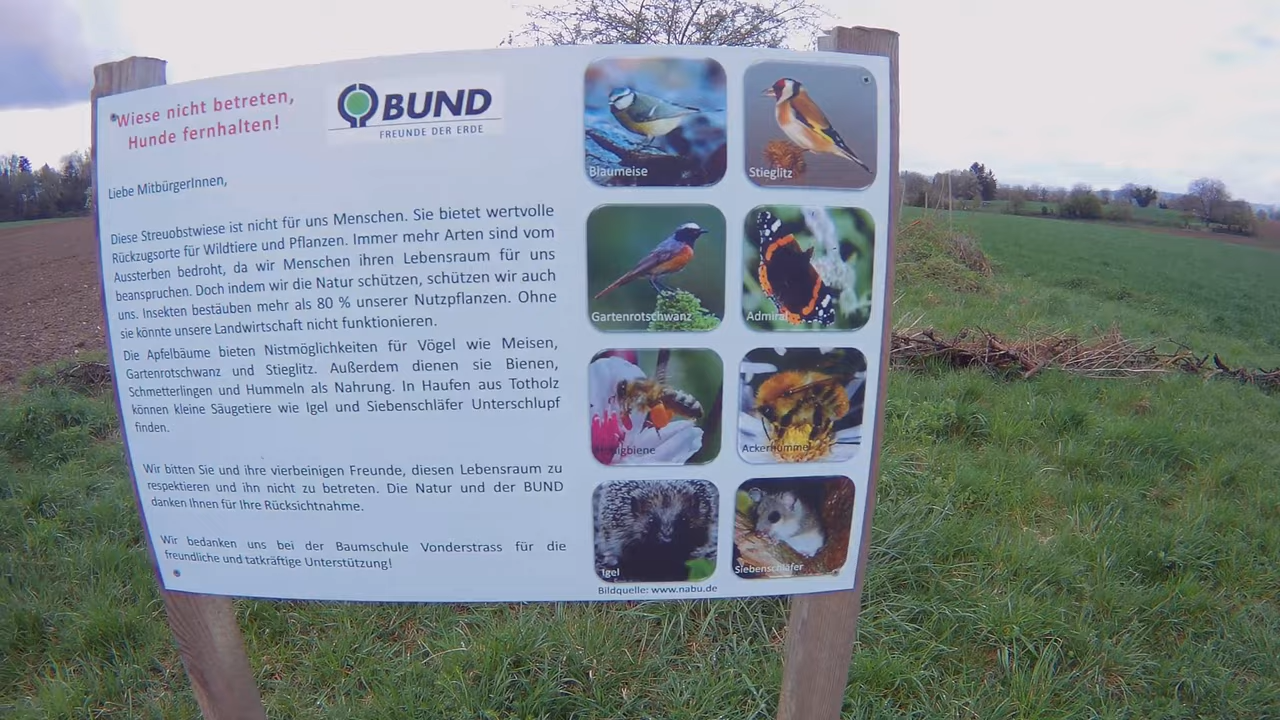 Wiese nicht betreten,
Hunde fernhalten!
BUND
FREUNDE DER ERDE
Liebe MitbürgerInnen,
Diese Streuobstwiese ist nicht für uns Menschen. Sie bietet wertvolle
Rückzugsorte für Wildtiere und Pflanzen. Immer mehr Arten sind vom
Aussterben bedroht, da wir Menschen ihren Lebensraum für uns
beanspruchen. Doch indem wir die Natur schützen, schützen wir auch
uns. Insekten bestäuben mehr als 80 % unserer Nutzpflanzen. Ohne
sie könnte unsere Landwirtschaft nicht funktionieren.
Die Apfelbäume bieten Nistmöglichkeiten für Vögel wie Meisen,
Gartenrotschwanz und Stieglitz. Außerdem dienen sie Bienen,
Schmetterlingen und Hummeln als Nahrung. In Haufen aus Totholz
können kleine Säugetiere wie Igel und Siebenschläfer Unterschlupf
finden.
Wir bitten Sie und ihre vierbeinigen Freunde, diesen Lebensraum zu
respektieren und ihn nicht zu betreten. Die Natur und der BUND
danken Ihnen für Ihre Rücksichtnahme.
Wir bedanken uns bei der Baumschule Vonderstrass für die
freundliche und tatkräftige Unterstützung!
Blaumeise
Stieglitz
Gartenrotschwanz
Admiral
Honigbiene
Ackerhummel
Igel
Siebenschläfer
Bildquelle: www.nabu.de